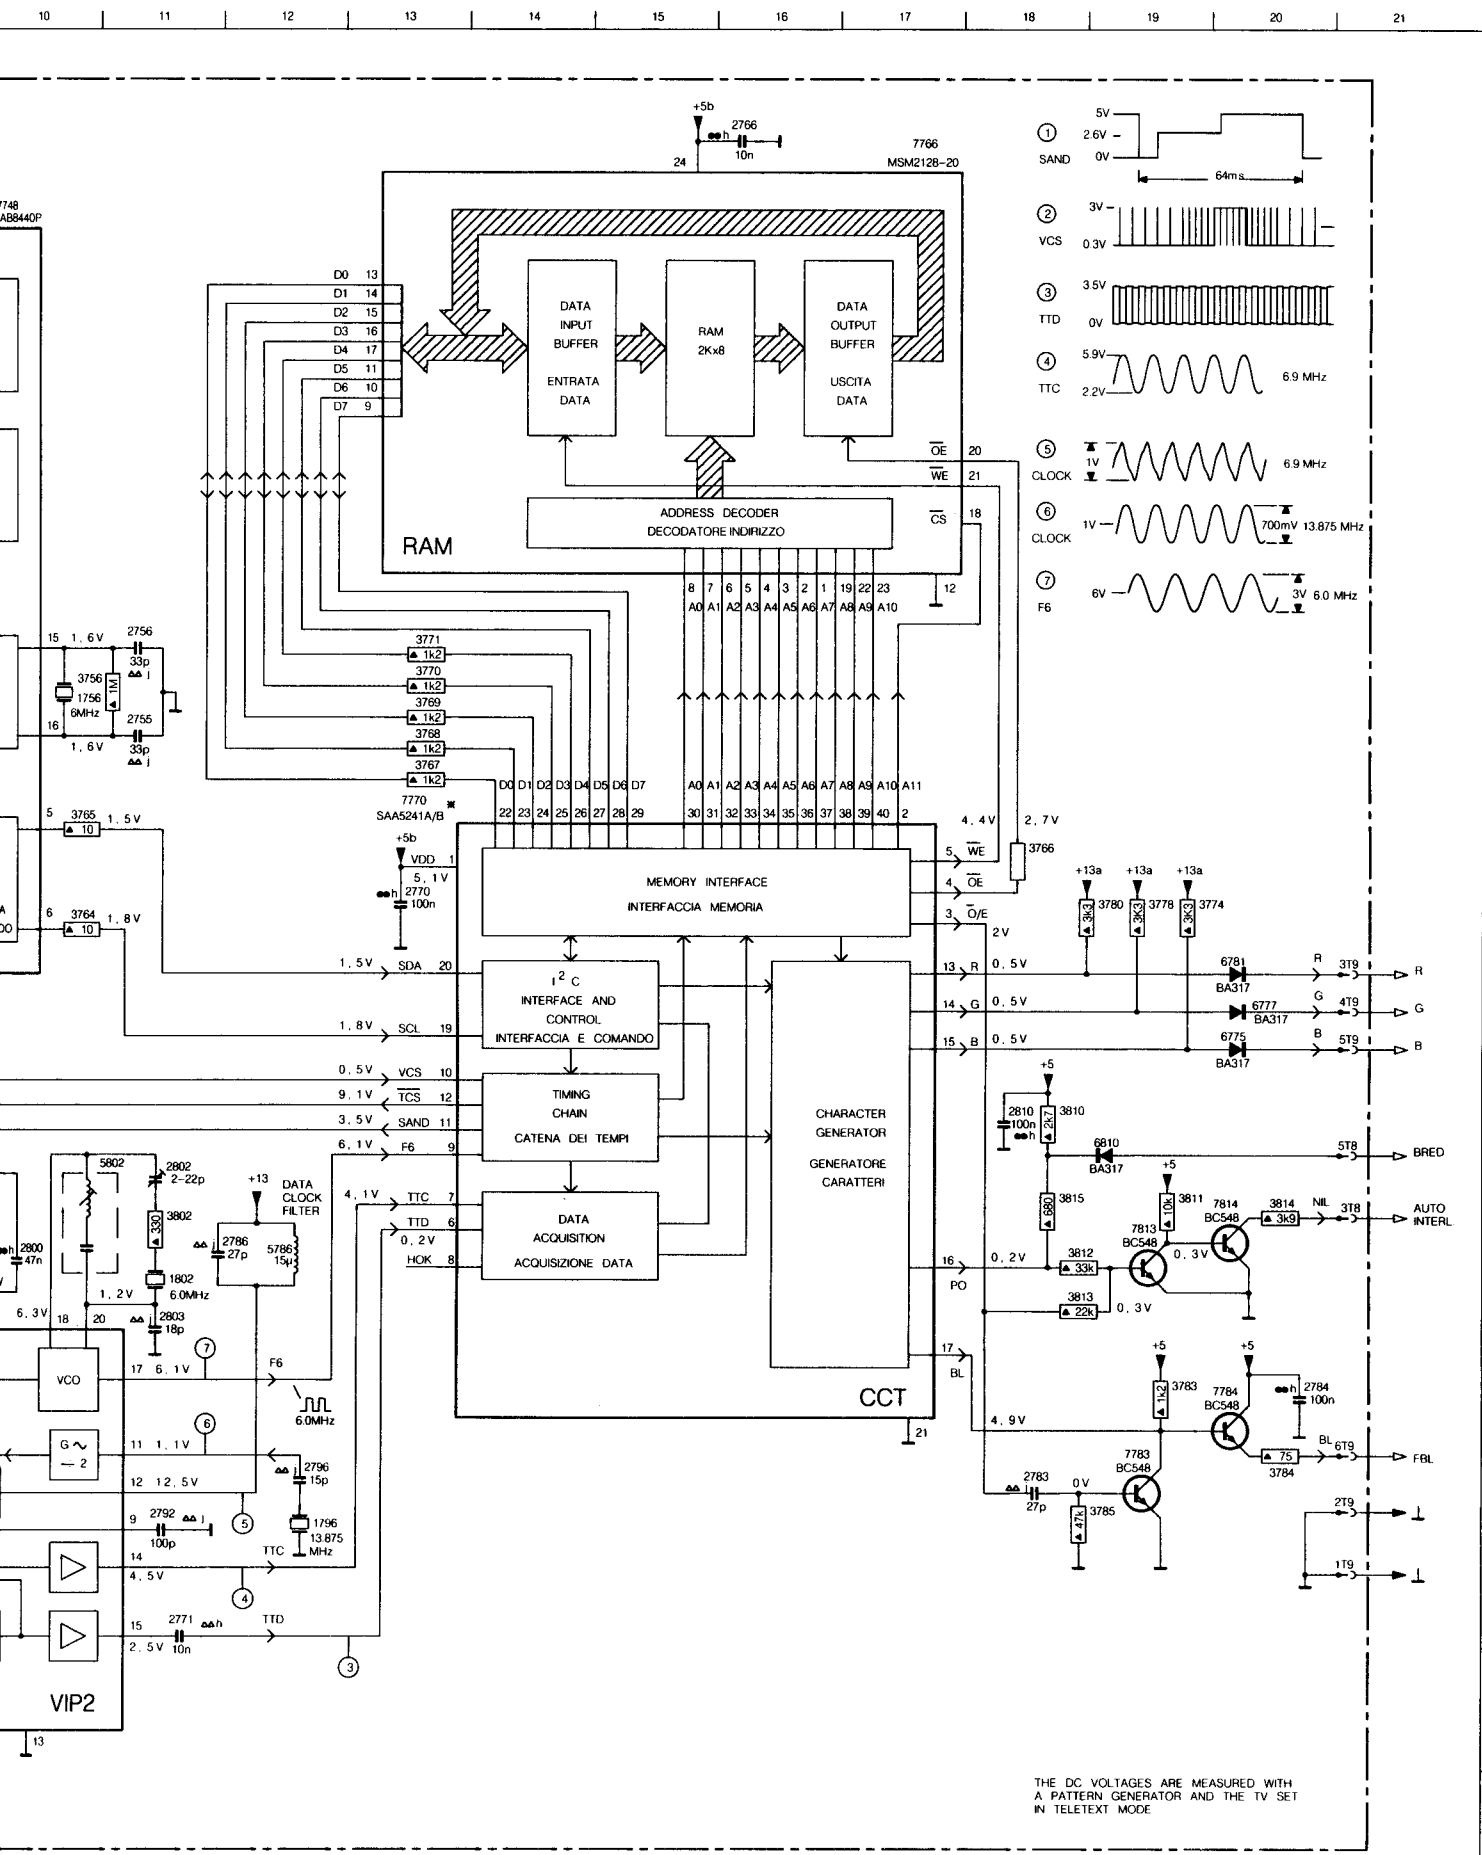 10 11 12 13 14 15 16 17 18 19 20 21
+5b
2766
h
10n
24
7766
MSM2128-20
1
SAND
5V
2.6V
0V
64ms
2
VCS
3V
0.3V
3
TTD
3.5V
0V
4
TTC
5.9V
2.2V
6.9 MHz
5
CLOCK
1V
6.9 MHz
6
CLOCK
1V
700mV 13.875 MHz
7
F6
6V
3V 6.0 MHz
7748
AB8440P
D0 13
D1 14
D2 15
D3 16
D4 17
D5 11
D6 10
D7 9
DATA
INPUT
BUFFER
ENTRATA
DATA
RAM
2Kx8
DATA
OUTPUT
BUFFER
USCITA
DATA
OE 20
WE 21
CS 18
ADDRESS DECODER
DECODATORE INDIRIZZO
RAM
8 7 6 5 4 3 2 1 19 22 23
A0 A1 A2 A3 A4 A5 A6 A7 A8 A9 A10
12
15 1,6V
2756
33p
j
3756
1M
1756
6MHz
2755
16
1,6V
33p
j
3771
1k2
3770
1k2
3769
1k2
3768
1k2
3767
1k2
7770
SAA5241A/B *
D0 D1 D2 D3 D4 D5 D6 D7
22 23 24 25 26 27 28 29
A0 A1 A2 A3 A4 A5 A6 A7 A8 A9 A10 A11
30 31 32 33 34 35 36 37 38 39 40 2
4,4V
2,7V
3766
5 3765 1,5V
10
6 3764 1,8V
10
+5b
VDD 1
5,1V
h 2770
100n
MEMORY INTERFACE
INTERFACCIA MEMORIA
5 WE
4 OE
3 O/E
2V
+13a +13a +13a
3780 3778 3774
3k3 3K3 3K3
1,5V SDA 20
I2C
INTERFACE AND
CONTROL
INTERFACCIA E COMANDO
1,8V SCL 19
13 R 0,5V
6781
BA317
R 3T9 R
14 G 0,5V
6777
BA317
G 4T9 G
15 B 0,5V
6775
BA317
B 5T9 B
0,5V VCS 10
9,1V TCS 12
3,5V SAND 11
6,1V F6 9
TIMING
CHAIN
CATENA DEI TEMPI
CHARACTER
GENERATOR
GENERATORE
CARATTERI
+5
2810
100n
h
3810
2k7
6810
BA317
5T8 BRED
3815
680
+5
3811
10k
7814
BC548
3814
3k9
NIL 3T8 AUTO
INTERL
7813
BC548
0,3V
4,1V TTC 7
TTD 6
0,2V
HOK 8
DATA
ACQUISITION
ACQUISIZIONE DATA
16 0,2V
PO
3812
33k
3813
22k
0,3V
5802
2802
2-22p
3802
330
1802
6.0MHz
2803
j
18p
h 2800
47n
+13
DATA
CLOCK
FILTER
2786
27p
5786
15µ
1,2V
6,3V
18 20
VCO
17 6,1V
7
F6
6.0MHz
G
2
11 1,1V
6
12 12,5V
5
j 2796
15p
1796
13.875
MHz
9 2792 j
100p
14
4,5V
4
TTC
15
2,5V
2771 h
10n
TTD
3
VIP2
13
17
BL
CCT
21
4,9V
+5
3783
1k2
+5
7784
BC548
h 2784
100n
75
3784
BL 6T9 FBL
7783
BC548
j 2783
27p
0V
3785
47k
2T9
1T9
THE DC VOLTAGES ARE MEASURED WITH
A PATTERN GENERATOR AND THE TV SET
IN TELETEXT MODE